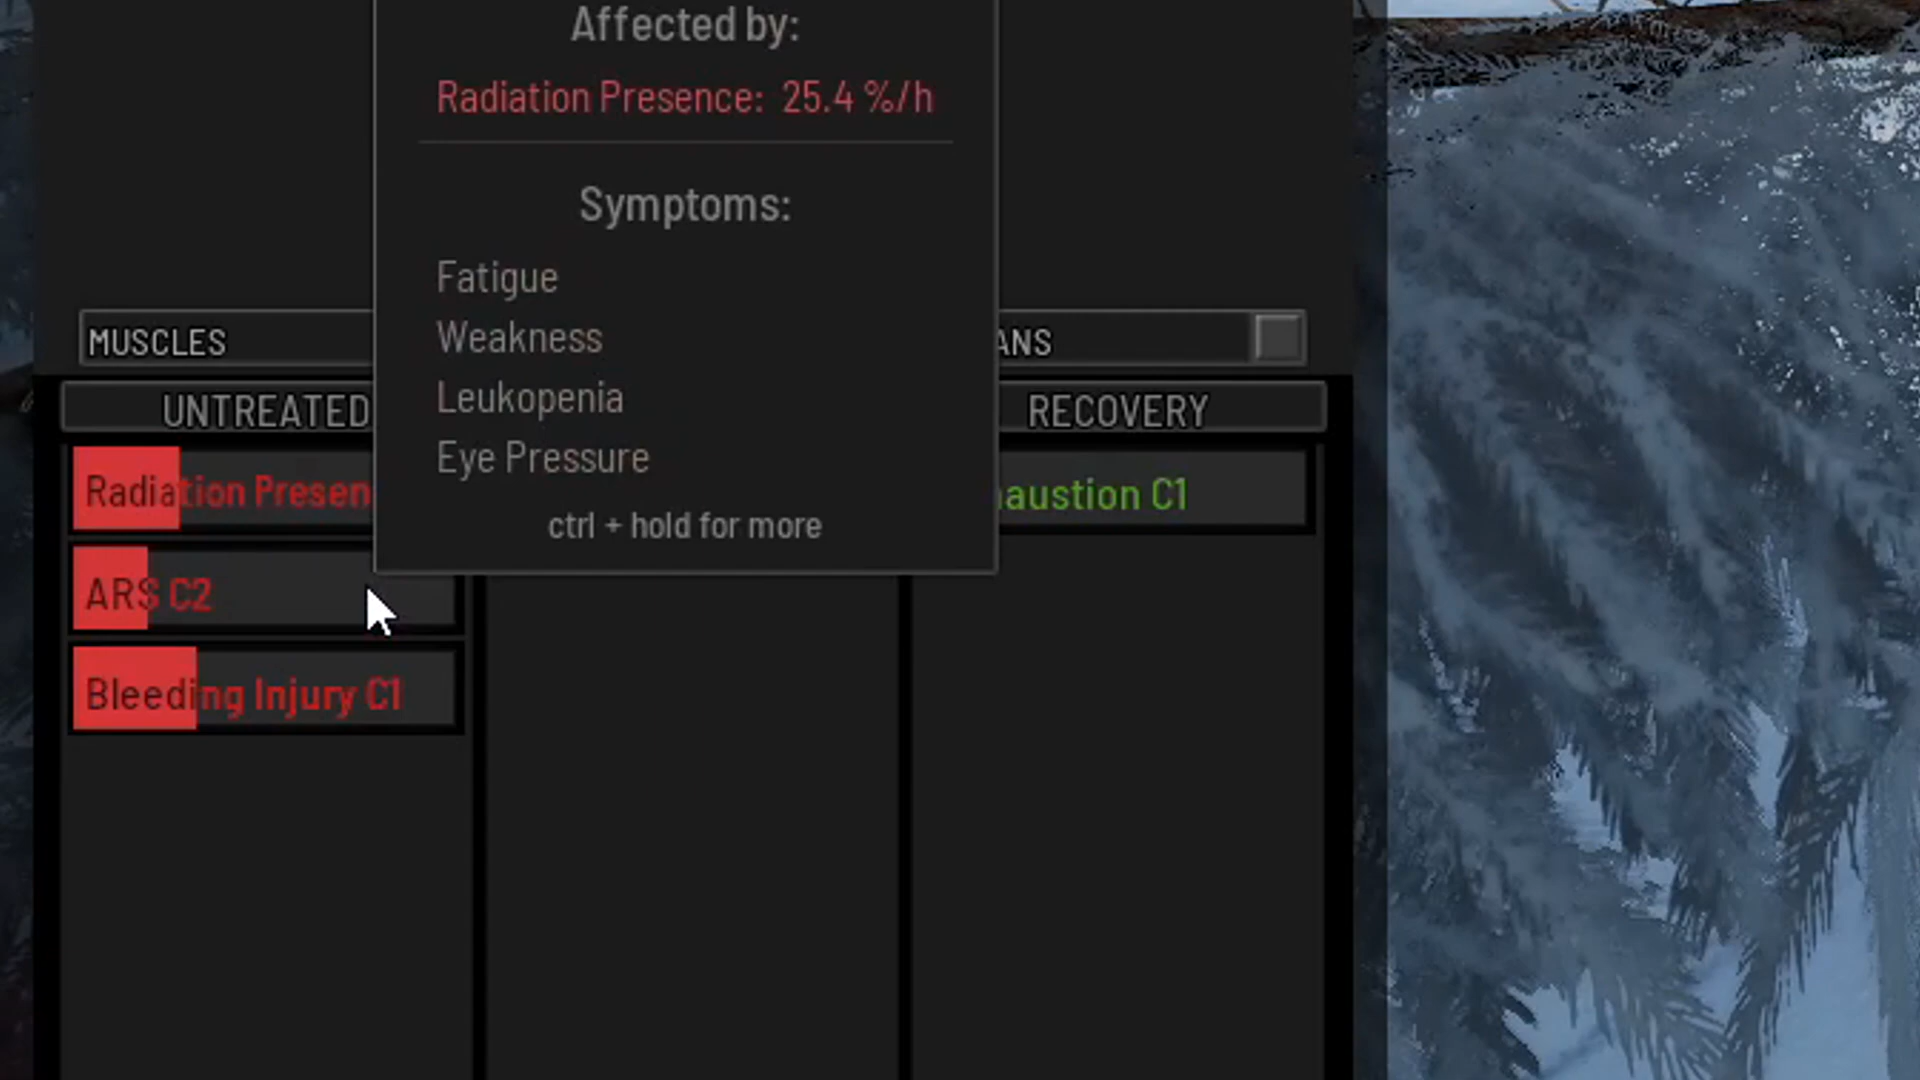 Affected by:
Radiation Presence: 25.4 %/h
Symptoms:
Fatigue
Weakness
Leukopenia
Eye Pressure
ctrl + hold for more
MUSCLES
ANS
UNTREATED
RECOVERY
Radiation Presen
haustion C1
ARS C2
Bleeding Injury C1